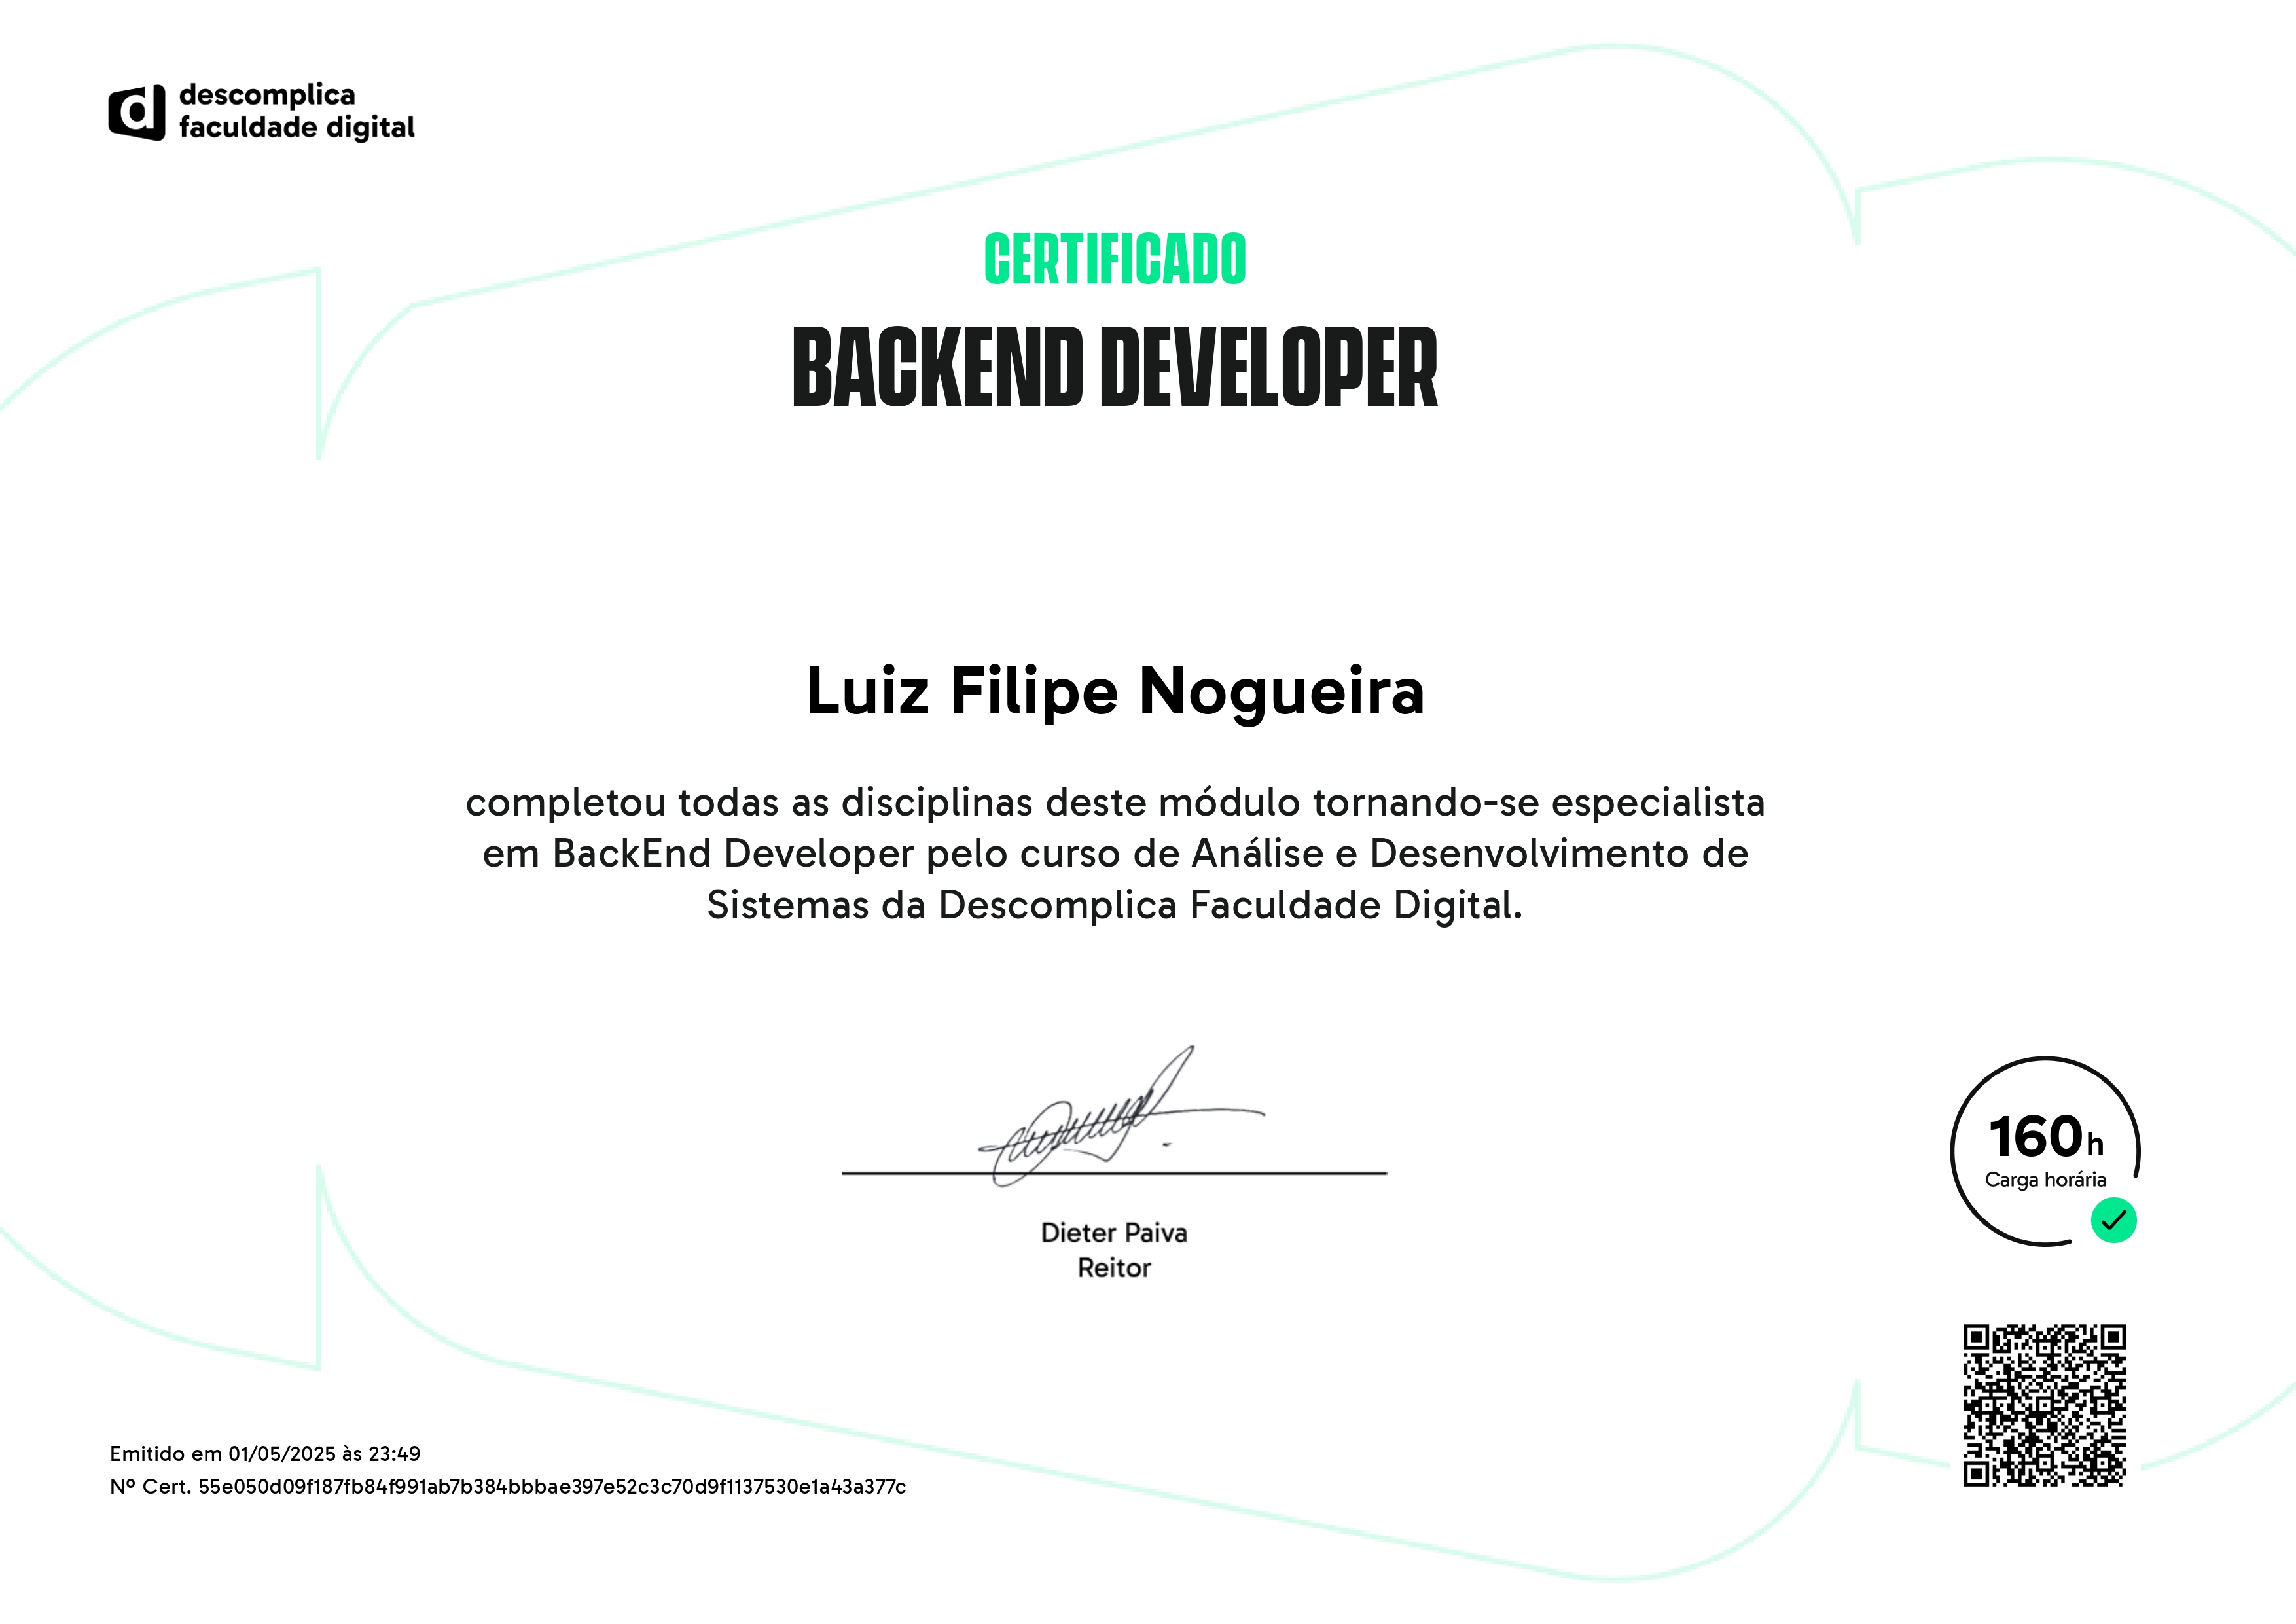 descomplica
faculdade digital
CERTIFICADO
BACKEND DEVELOPER
Luiz Filipe Nogueira
completou todas as disciplinas deste módulo tornando-se especialista
em BackEnd Developer pelo curso de Análise e Desenvolvimento de
Sistemas da Descomplica Faculdade Digital.
Dieter Paiva
Reitor
160h
Carga horária
Emitido em 01/05/2025 às 23:49
Nº Cert. 55e050d09f187fb84f991ab7b384bbbae397e52c3c70d9f1137530e1a43a377c